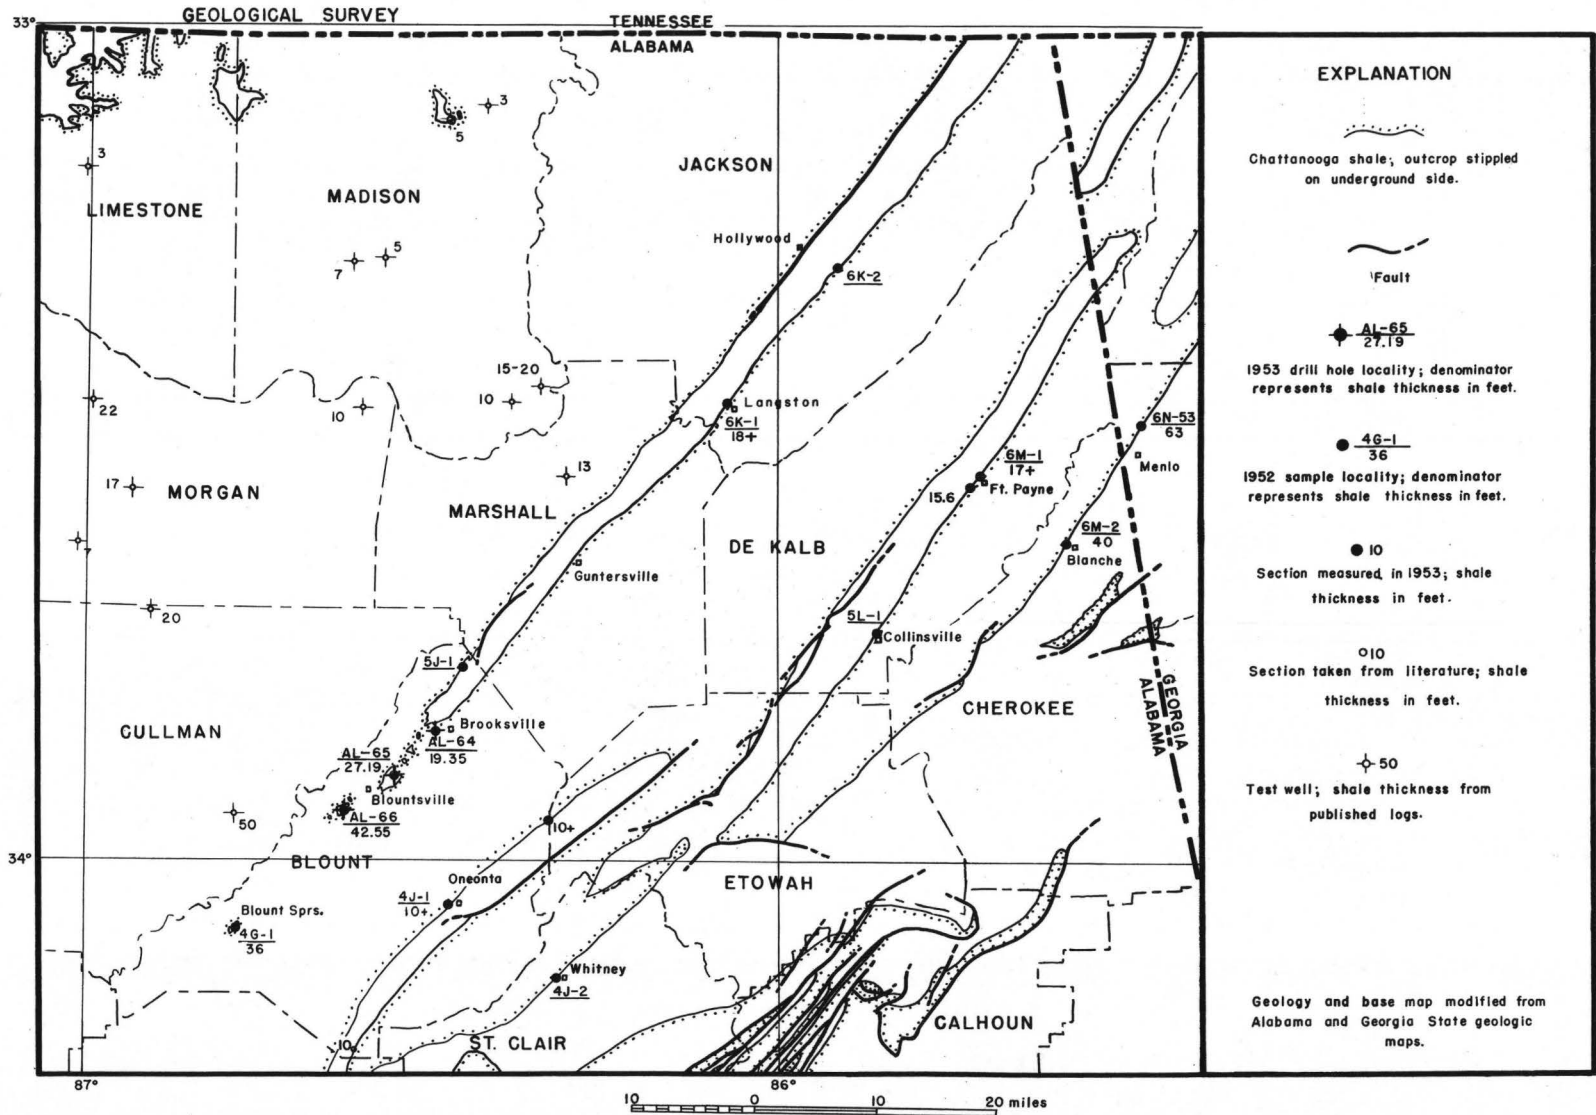 GEOLOGICAL SURVEY
33°
TENNESSEE
ALABAMA
3
5
3
LIMESTONE
MADISON
JACKSON
7
5
Hollywood
6K-2
15-20
10
10
22
Langston
6K-1
18+
13
17
MORGAN
MARSHALL
7
Guntersville
DE KALB
6M-1
17+
15.6
Ft. Payne
6N-53
63
Menlo
6M-2
40
Blanche
20
5J-1
5L-1
Collinsville
CULLMAN
Brooksville
AL-64
19.35
AL-65
27.19
Blountsville
AL-66
42.55
50
CHEROKEE
GEORGIA
ALABAMA
10+
34°
BLOUNT
Oneonta
4J-1
10+
ETOWAH
Blount Sprs.
4G-1
36
Whitney
4J-2
10
ST. CLAIR
CALHOUN
87°
86°
10 0 10 20 miles
EXPLANATION
Chattanooga shale; outcrop stippled
on underground side.
Fault
AL-65
27.19
1953 drill hole locality; denominator
represents shale thickness in feet.
4G-1
36
1952 sample locality; denominator
represents shale thickness in feet.
10
Section measured in 1953; shale
thickness in feet.
10
Section taken from literature; shale
thickness in feet.
50
Test well; shale thickness from
published logs.
Geology and base map modified from
Alabama and Georgia State geologic
maps.